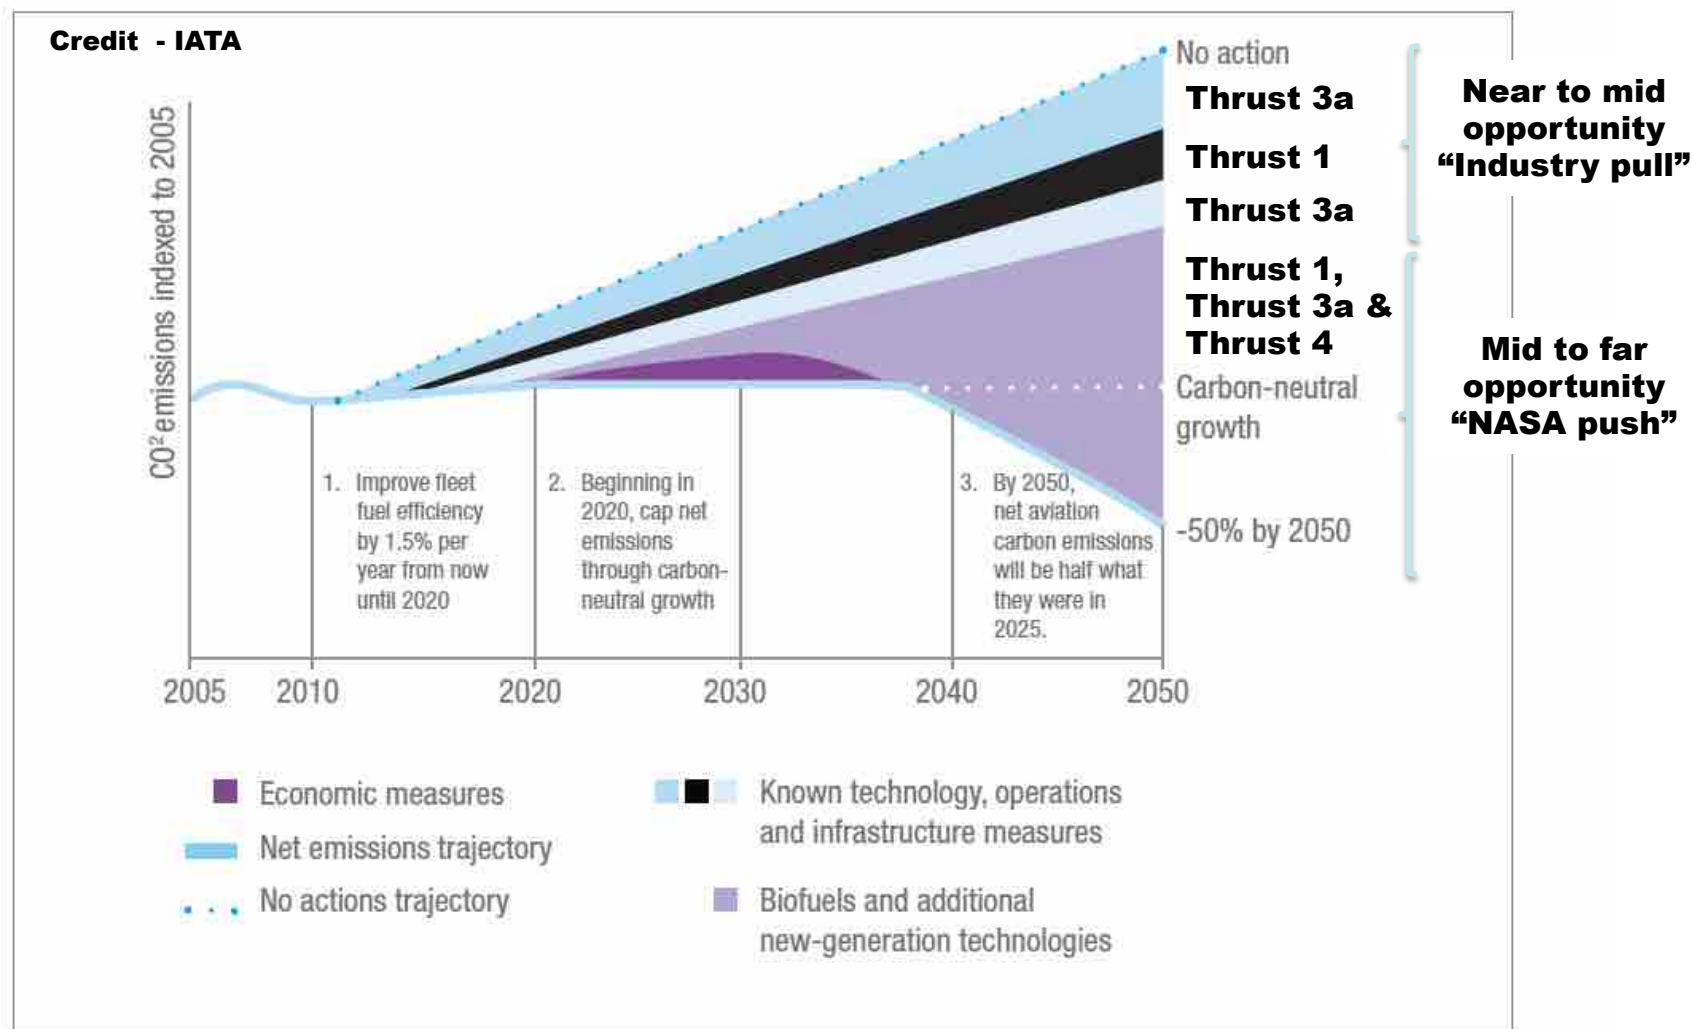 Credit - IATA
CO² emissions indexed to 2005
No action
Thrust 3a
Thrust 1
Thrust 3a
Thrust 1,
Thrust 3a &
Thrust 4
Carbon-neutral
growth
-50% by 2050
Near to mid
opportunity
“Industry pull”
Mid to far
opportunity
“NASA push”
1. Improve fleet
fuel efficiency
by 1.5% per
year from now
until 2020
2. Beginning in
2020, cap net
emissions
through carbon-
neutral growth
3. By 2050,
net aviation
carbon emissions
will be half what
they were in
2025.
2005 2010 2020 2030 2040 2050
Economic measures
Net emissions trajectory
No actions trajectory
Known technology, operations
and infrastructure measures
Biofuels and additional
new-generation technologies